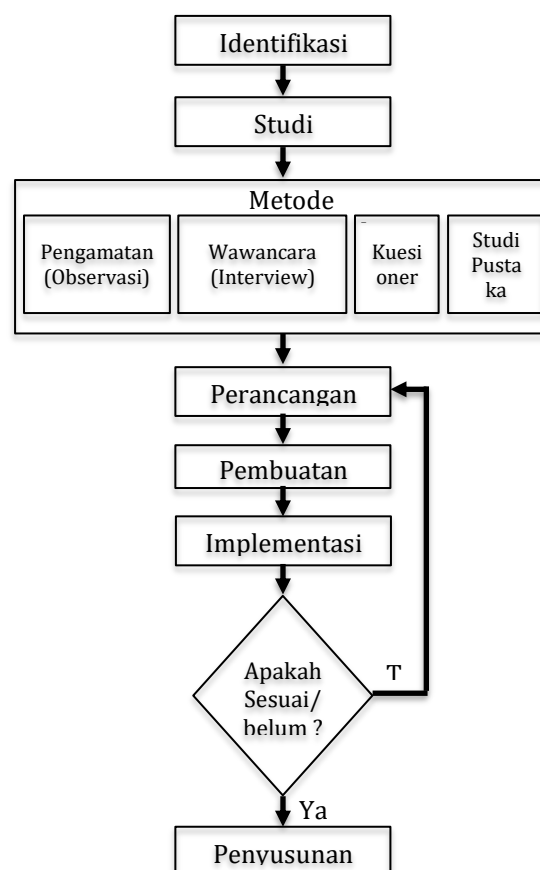 Identifikasi
Studi
Metode
Pengamatan
(Observasi)
Wawancara
(Interview)
Kuesi
oner
Studi
Pusta
ka
Perancangan
Pembuatan
Implementasi
Apakah
Sesuai/
belum ?
T
Ya
Penyusunan